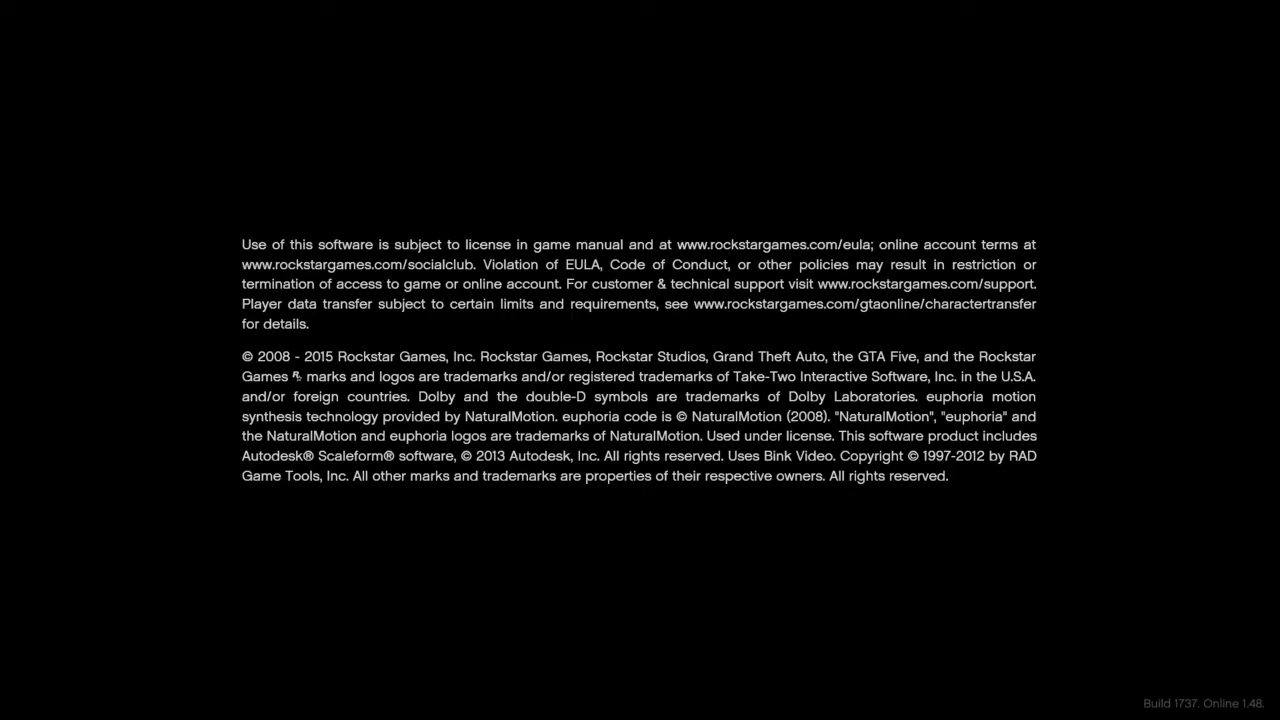 Use of this software is subject to license in game manual and at www.rockstargames.com/eula; online account terms at
www.rockstargames.com/socialclub. Violation of EULA, Code of Conduct, or other policies may result in restriction or
termination of access to game or online account. For customer & technical support visit www.rockstargames.com/support.
Player data transfer subject to certain limits and requirements, see www.rockstargames.com/gtaonline/charactertransfer
for details.
© 2008 - 2015 Rockstar Games, Inc. Rockstar Games, Rockstar Studios, Grand Theft Auto, the GTA Five, and the Rockstar
Games R* marks and logos are trademarks and/or registered trademarks of Take-Two Interactive Software, Inc. in the U.S.A.
and/or foreign countries. Dolby and the double-D symbols are trademarks of Dolby Laboratories. euphoria motion
synthesis technology provided by NaturalMotion. euphoria code is © NaturalMotion (2008). "NaturalMotion", "euphoria" and
the NaturalMotion and euphoria logos are trademarks of NaturalMotion. Used under license. This software product includes
Autodesk® Scaleform® software, © 2013 Autodesk, Inc. All rights reserved. Uses Bink Video. Copyright © 1997-2012 by RAD
Game Tools, Inc. All other marks and trademarks are properties of their respective owners. All rights reserved.
Build 1737. Online 1.48.